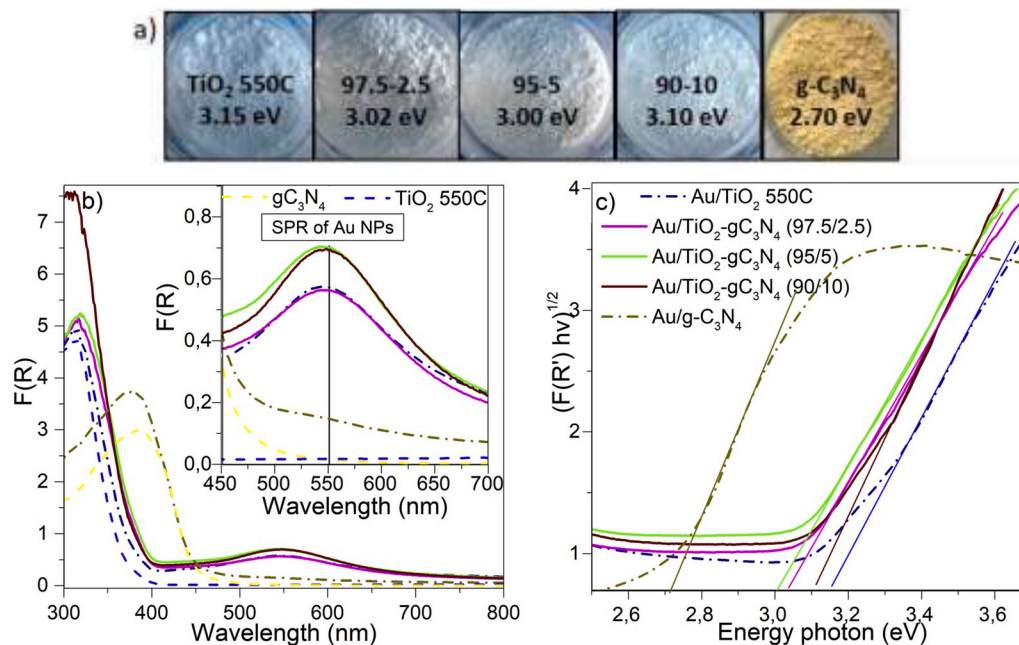 a)
TiO₂ 550C
3.15 eV
97.5-2.5
3.02 eV
95-5
3.00 eV
90-10
3.10 eV
g-C₃N₄
2.70 eV
b)
gC₃N₄
TiO₂ 550C
SPR of Au NPs
F(R)
0,8
0,6
0,4
0,2
0,0
450 500 550 600 650 700
Wavelength (nm)
F(R)
7
6
5
4
3
2
1
0
300 400 500 600 700 800
Wavelength (nm)
c)
Au/TiO₂ 550C
Au/TiO₂-gC₃N₄ (97.5/2.5)
Au/TiO₂-gC₃N₄ (95/5)
Au/TiO₂-gC₃N₄ (90/10)
Au/g-C₃N₄
(F(R') hν)^1/2
4
3
2
1
2,6 2,8 3,0 3,2 3,4 3,6
Energy photon (eV)